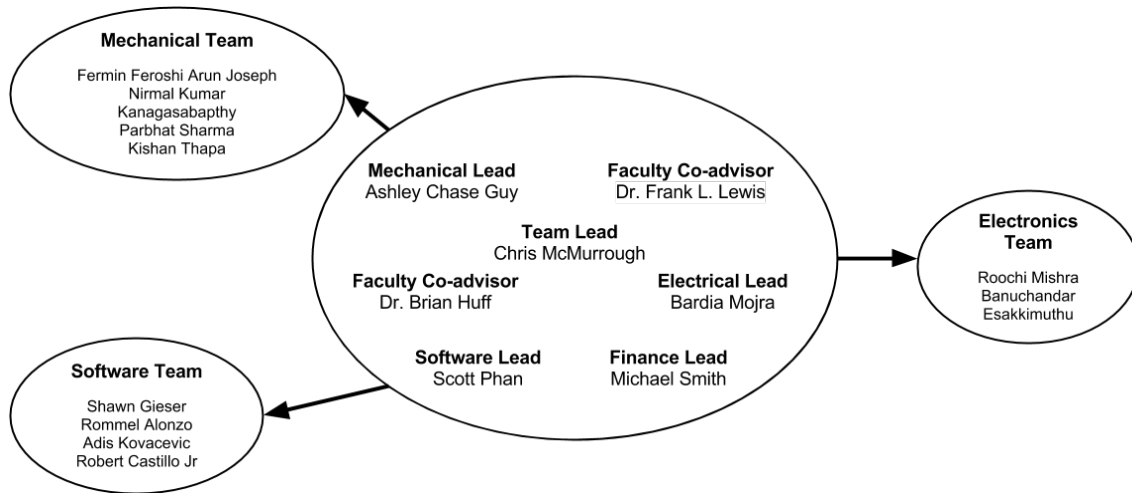 Mechanical Team
Fermin Feroshi Arun Joseph
Nirmal Kumar
Kanagasabapthy
Parbhat Sharma
Kishan Thapa
Mechanical Lead
Ashley Chase Guy
Faculty Co-advisor
Dr. Frank L. Lewis
Team Lead
Chris McMurrough
Faculty Co-advisor
Dr. Brian Huff
Electrical Lead
Bardia Mojra
Software Lead
Scott Phan
Finance Lead
Michael Smith
Electronics
Team
Roochi Mishra
Banuchandar
Esakkimuthu
Software Team
Shawn Gieser
Rommel Alonzo
Adis Kovacevic
Robert Castillo Jr